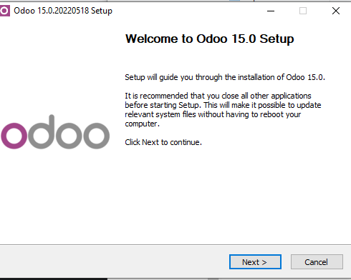 Odoo 15.0.20220518 Setup
Welcome to Odoo 15.0 Setup
Setup will guide you through the installation of Odoo 15.0.
It is recommended that you close all other applications
before starting Setup. This will make it possible to update
relevant system files without having to reboot your
computer.
Click Next to continue.
odoo
Next >
Cancel